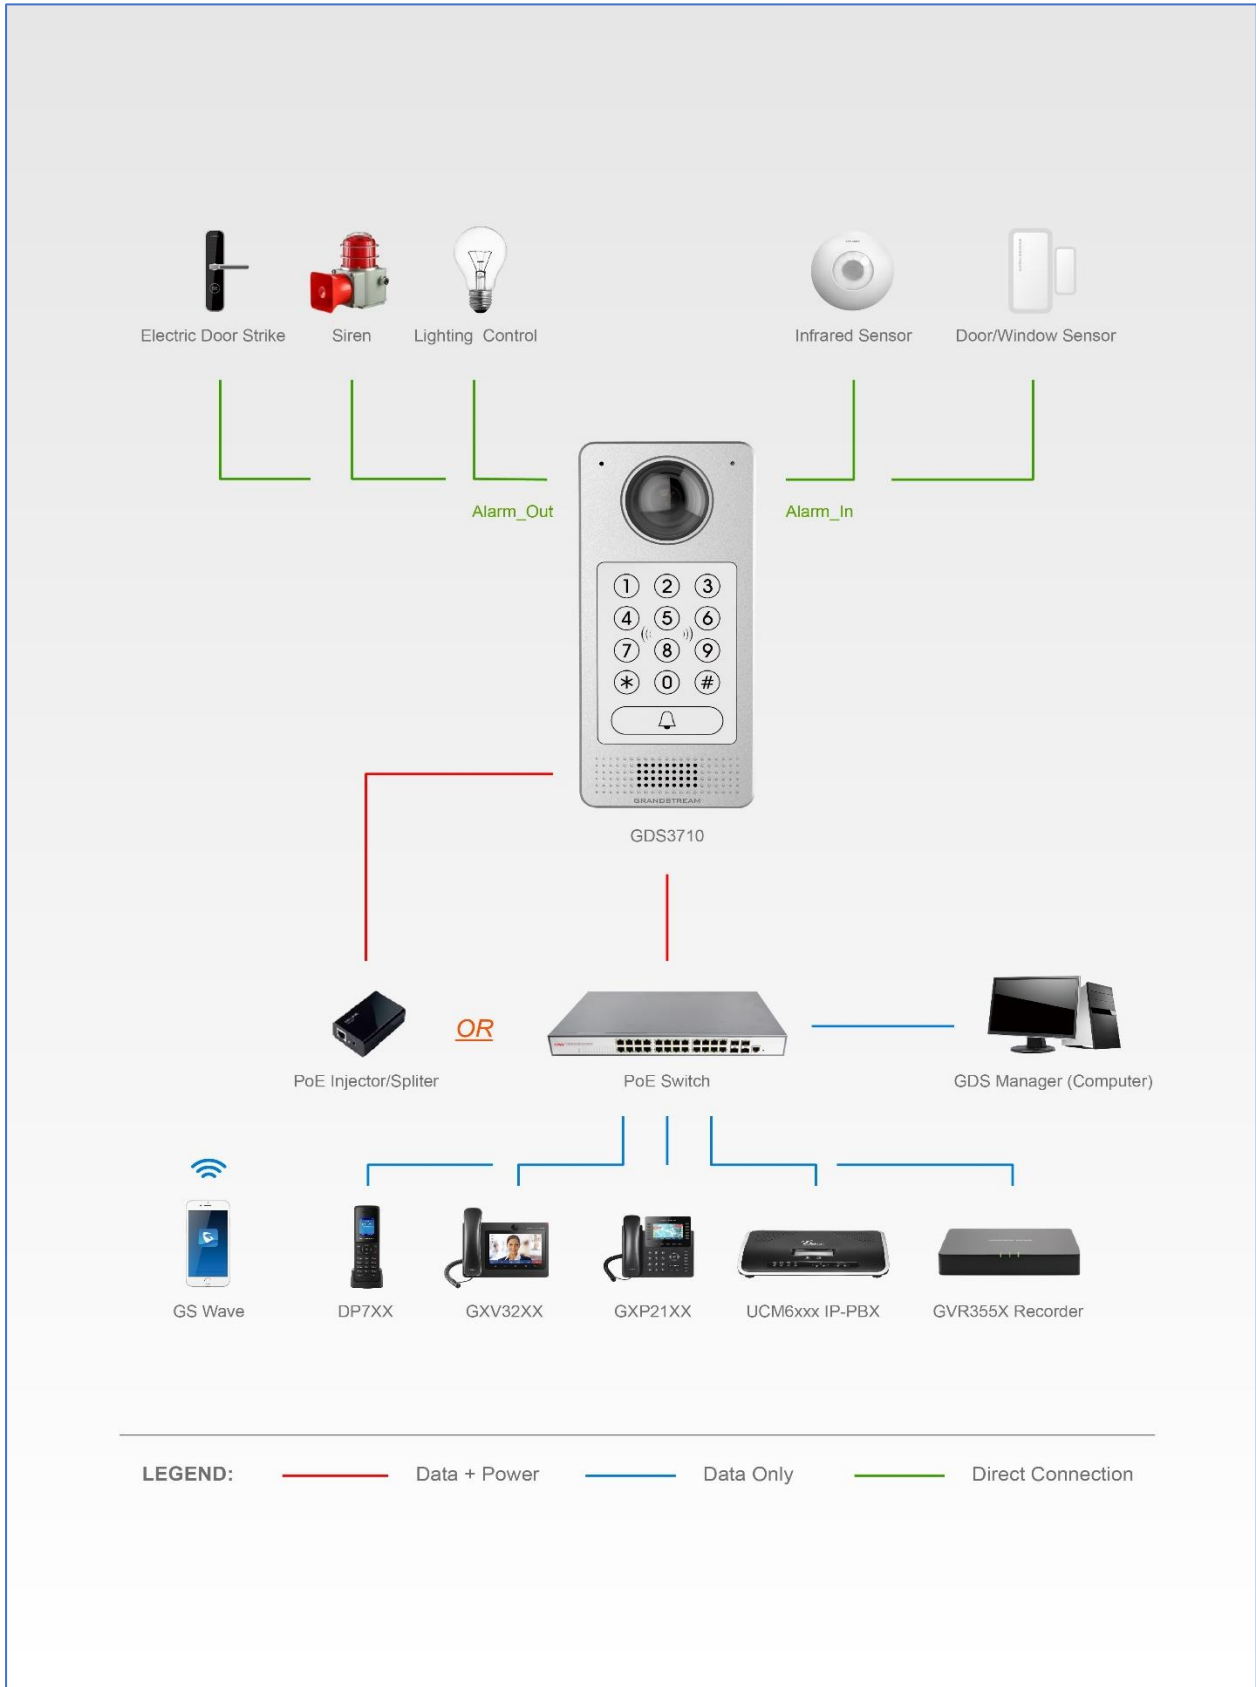 Electric Door Strike
Siren
Lighting Control
Infrared Sensor
Door/Window Sensor
Alarm_Out
Alarm_In
1 2 3
4 5 6
7 8 9
* 0 #
GRANDSTREAM
GDS3710
OR
PoE Injector/Spliter
PoE Switch
GDS Manager (Computer)
GS Wave
DP7XX
GXV32XX
GXP21XX
UCM6xxx IP-PBX
GVR355X Recorder
LEGEND: Data + Power Data Only Direct Connection